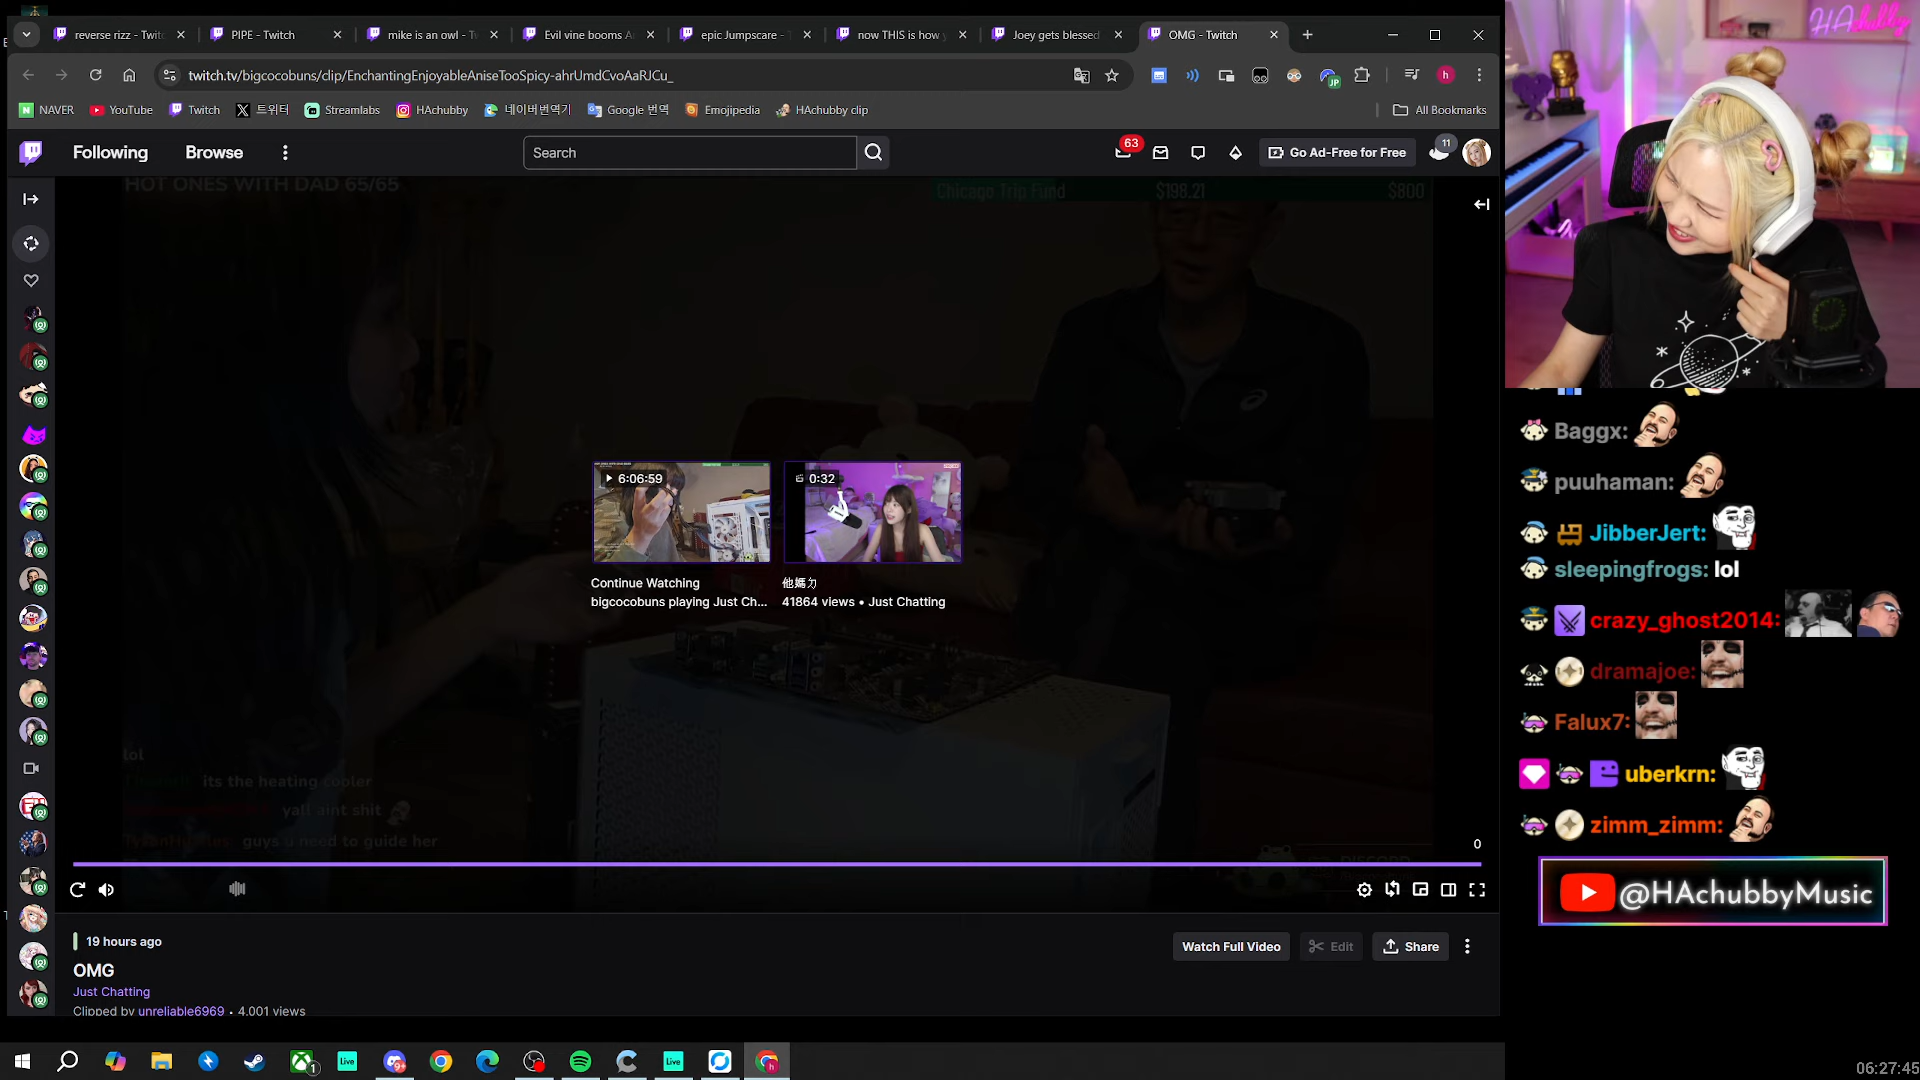 reverse rizz - Twitc
PIPE - Twitch
mike is an owl - Tw
Evil vine booms A
epic Jumpscare - T
now THIS is how y
Joey gets blessed
OMG - Twitch
twitch.tv/bigcocobuns/clip/EnchantingEnjoyableAniseTooSpicy-ahrUmdCvoAaRJCu_
NAVER
YouTube
Twitch
트위터
Streamlabs
HAchubby
네이버번역기
Google 번역
Emojipedia
HAchubby clip
All Bookmarks
Following
Browse
Search
63
Go Ad-Free for Free
11
HOT ONES WITH DAD 65/65
Chicago Trip Fund $198.21 $800
6:06:59
0:32
Continue Watching
bigcocobuns playing Just Ch...
他媽ㄉ
41864 views • Just Chatting
lol
its the heating cooler
yall aint shit
guys u need to guide her
DISCORD
0
19 hours ago
Watch Full Video
Edit
Share
OMG
Just Chatting
Clipped by unreliable6969 • 4,001 views
HAchubby
Baggx:
puuhaman:
JibberJert:
sleepingfrogs: lol
crazy_ghost2014:
dramajoe:
Falux7:
uberkrn:
zimm_zimm:
@HAchubbyMusic
Live
Live
06:27:45